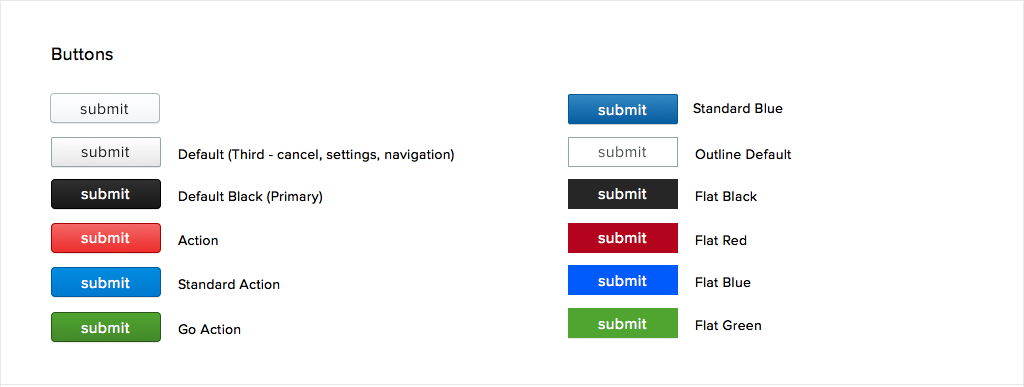 Buttons
submit
submit Default (Third - cancel, settings, navigation)
submit Default Black (Primary)
submit Action
submit Standard Action
submit Go Action
submit Standard Blue
submit Outline Default
submit Flat Black
submit Flat Red
submit Flat Blue
submit Flat Green